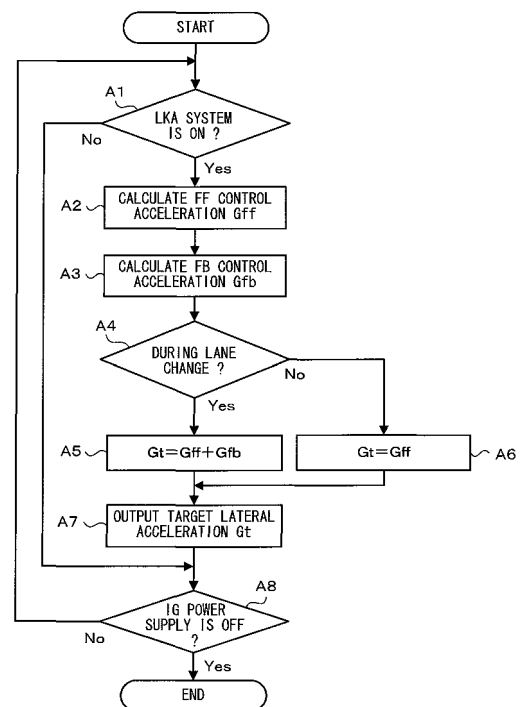 START
A1
LKA SYSTEM
IS ON ?
No
Yes
A2
CALCULATE FF CONTROL
ACCELERATION Gff
A3
CALCULATE FB CONTROL
ACCELERATION Gfb
A4
DURING LANE
CHANGE ?
No
Yes
A5
Gt=Gff+Gfb
Gt=Gff
A6
A7
OUTPUT TARGET LATERAL
ACCELERATION Gt
A8
IG POWER
SUPPLY IS OFF
?
No
Yes
END